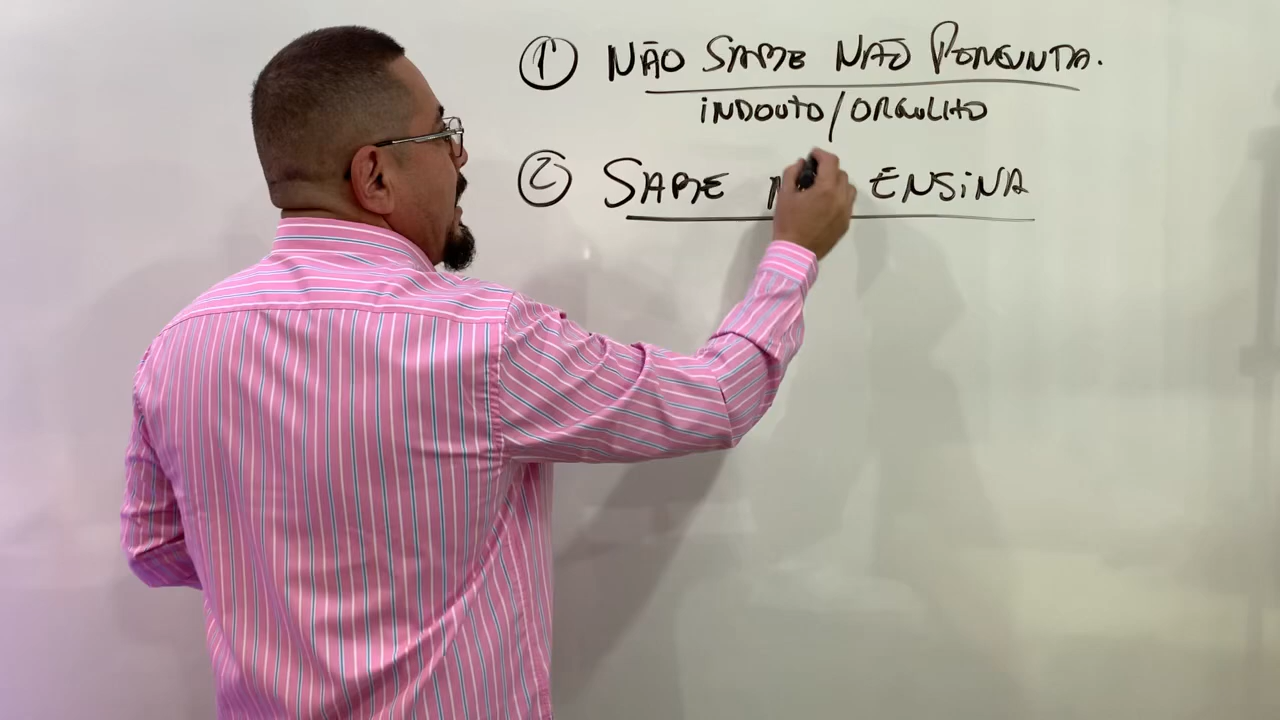 ① NÃO SABE NÃO PERGUNTA.
INDOUTO/ORGULHO
② SABE ENSINA